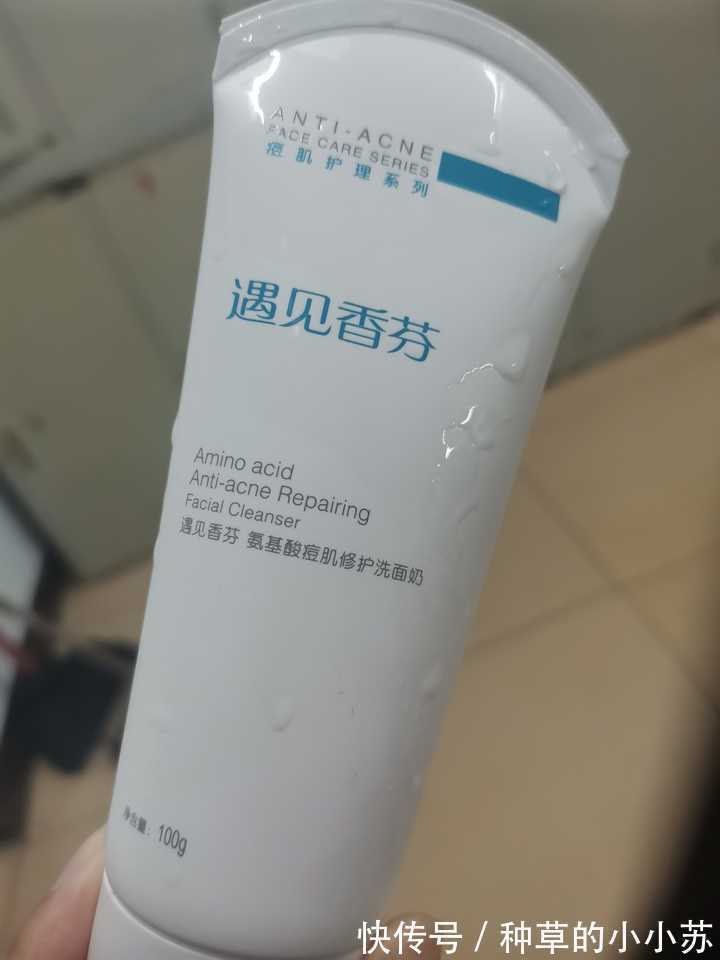 ANTI-ACNE
FACE CARE SERIES
痘肌护理系列
遇见香芬
Amino acid
Anti-acne Repairing
Facial Cleanser
遇见香芬 氨基酸痘肌修护洗面奶
净含量：100g
快传号 / 种草的小小苏